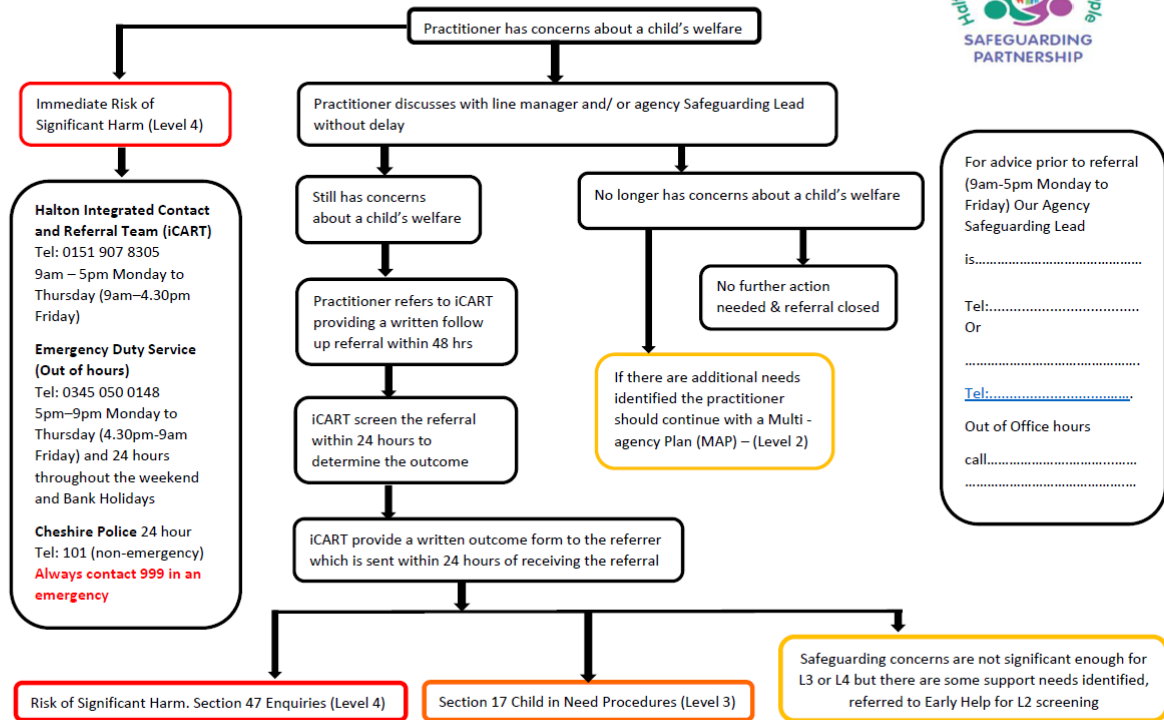 Practitioner has concerns about a child's welfare
SAFEGUARDING
PARTNERSHIP
Immediate Risk of
Significant Harm (Level 4)
Practitioner discusses with line manager and/ or agency Safeguarding Lead
without delay
Halton Integrated Contact
and Referral Team (iCART)
Tel: 0151 907 8305
9am – 5pm Monday to
Thursday (9am–4.30pm
Friday)
Emergency Duty Service
(Out of hours)
Tel: 0345 050 0148
5pm–9pm Monday to
Thursday (4.30pm-9am
Friday) and 24 hours
throughout the weekend
and Bank Holidays
Cheshire Police 24 hour
Tel: 101 (non-emergency)
Always contact 999 in an
emergency
Still has concerns
about a child's welfare
No longer has concerns about a child's welfare
Practitioner refers to iCART
providing a written follow
up referral within 48 hrs
No further action
needed & referral closed
If there are additional needs
identified the practitioner
should continue with a Multi -
agency Plan (MAP) – (Level 2)
iCART screen the referral
within 24 hours to
determine the outcome
iCART provide a written outcome form to the referrer
which is sent within 24 hours of receiving the referral
For advice prior to referral
(9am-5pm Monday to
Friday) Our Agency
Safeguarding Lead
is……………………………………
Tel:…………………………………
Or
…………………………………….
Tel:……………………………….
Out of Office hours
call…………………………………
……………………………………
Risk of Significant Harm. Section 47 Enquiries (Level 4)
Section 17 Child in Need Procedures (Level 3)
Safeguarding concerns are not significant enough for
L3 or L4 but there are some support needs identified,
referred to Early Help for L2 screening